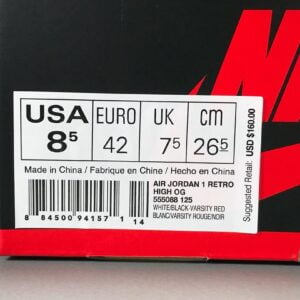 USA EURO UK cm
8⁵ 42 7⁵ 26⁵
Made in China / Fabrique en Chine / Hecho en China
AIR JORDAN 1 RETRO
HIGH OG
555088 125
WHITE/BLACK-VARSITY RED
BLANC/VARSITY ROUGE/NOIR
8 84500 94157 1 14
Suggested Retail: USD $160.00